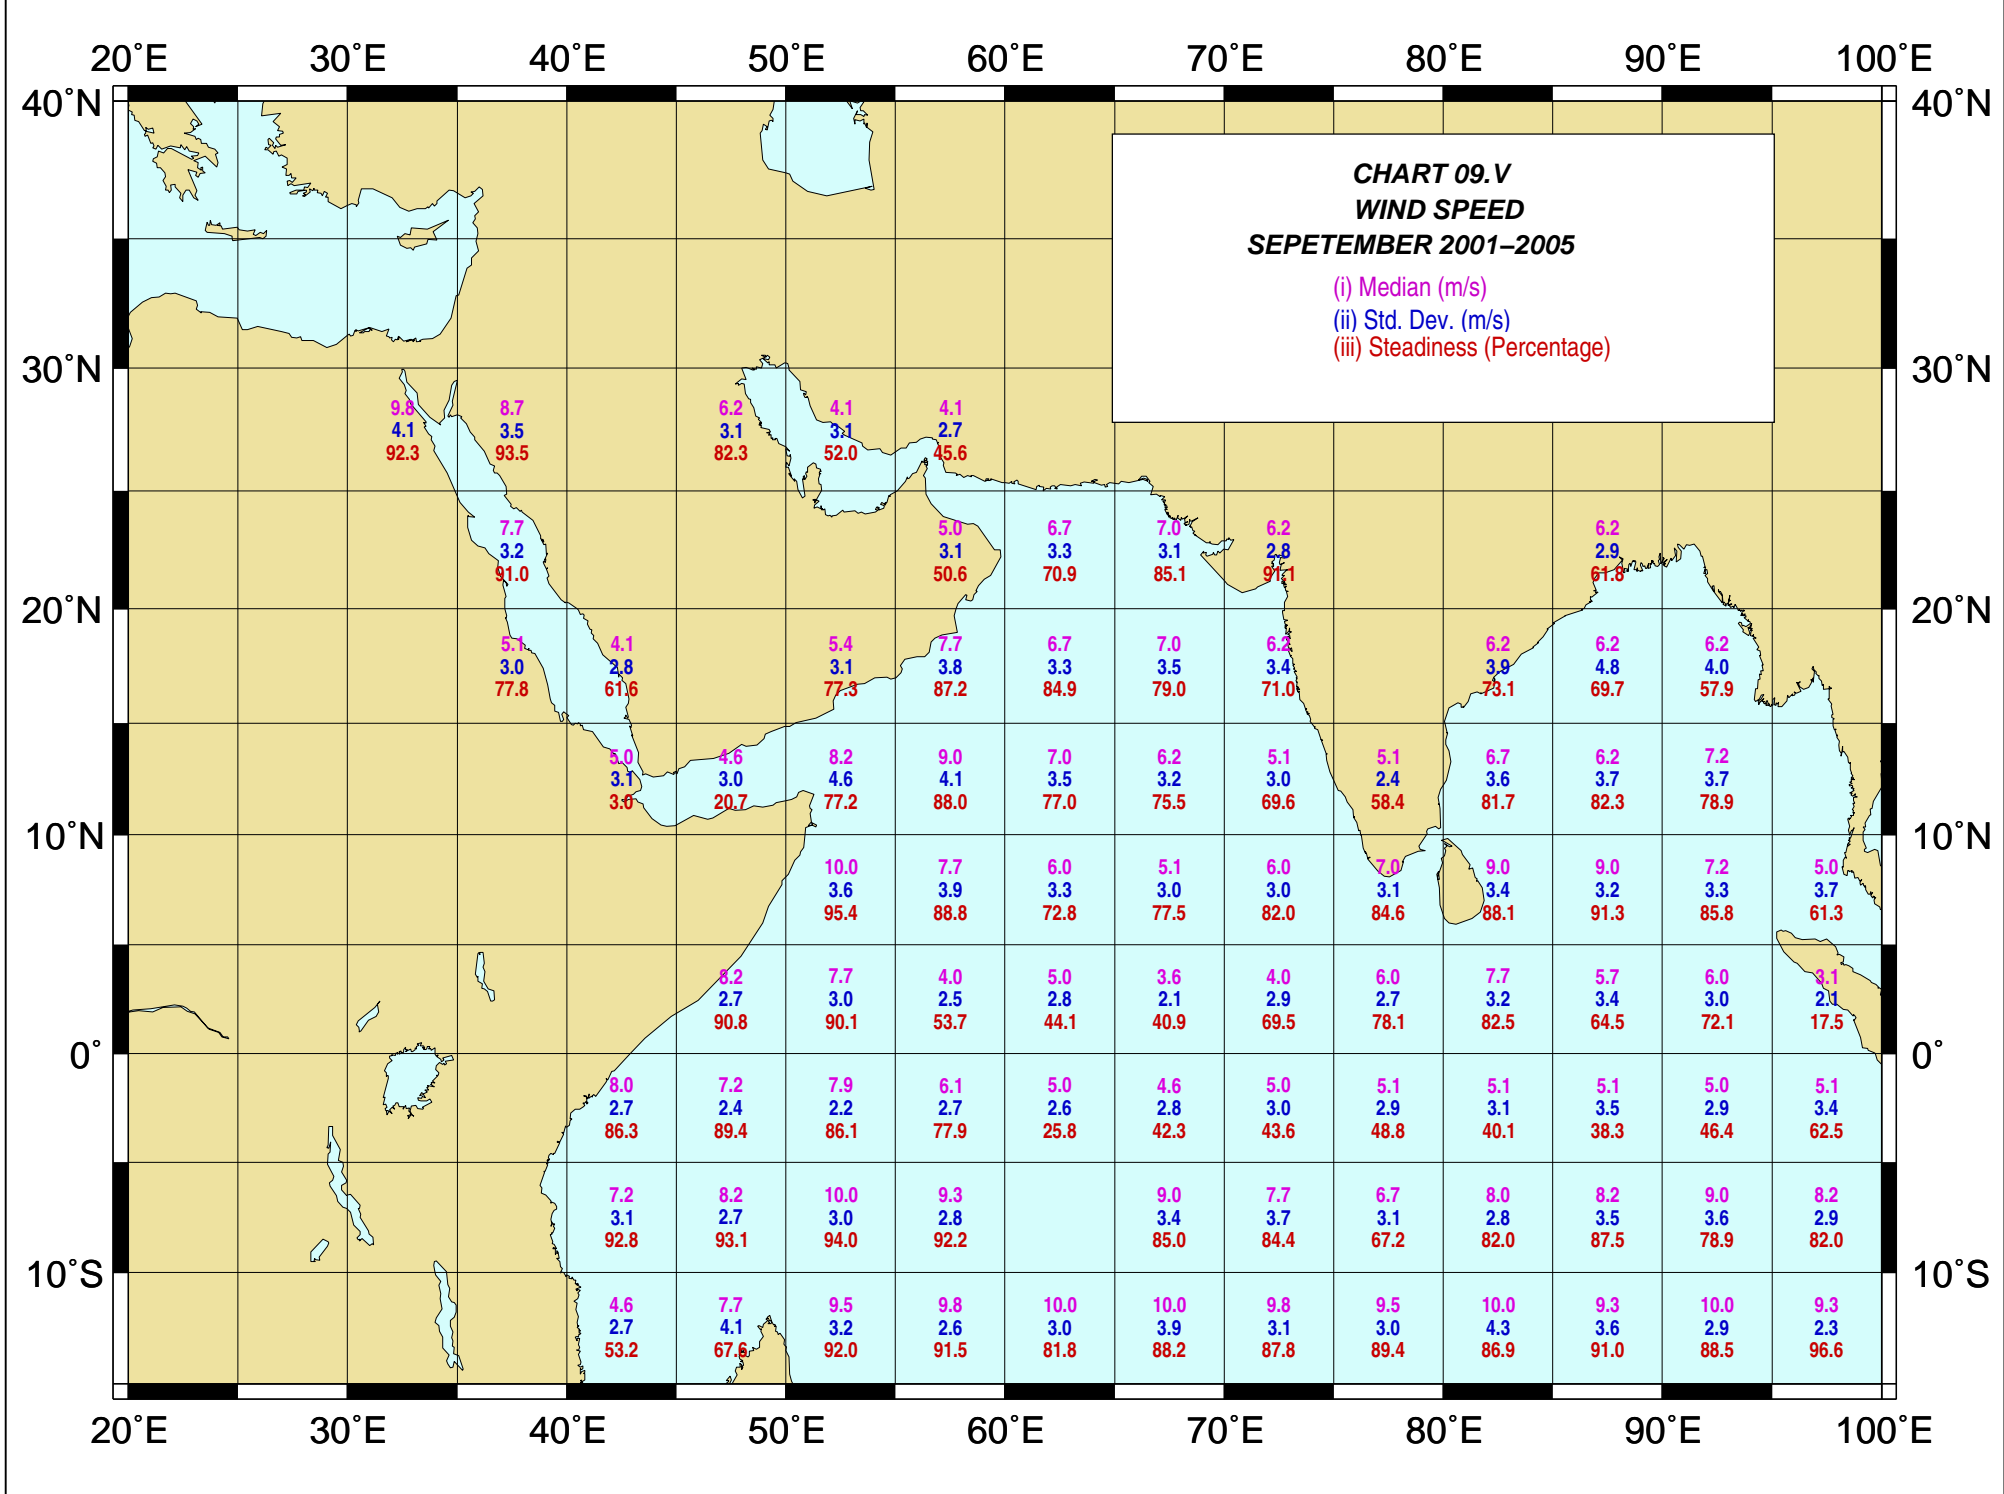 20°E 30°E 40°E 50°E 60°E 70°E 80°E 90°E 100°E
40°N 40°N
CHART 09.V
WIND SPEED
SEPETEMBER 2001–2005
(i) Median (m/s)
(ii) Std. Dev. (m/s)
(iii) Steadiness (Percentage)
30°N 30°N
9.8 8.7 6.2 4.1 4.1
4.1 3.5 3.1 3.1 2.7
92.3 93.5 82.3 52.0 45.6
7.7 5.0 6.7 7.0 6.2 6.2
3.2 3.1 3.3 3.1 2.8 2.9
91.0 50.6 70.9 85.1 91.1 61.8
20°N 20°N
5.1 4.1 5.4 7.7 6.7 7.0 6.2 6.2 6.2 6.2
3.0 2.8 3.1 3.8 3.3 3.5 3.4 3.9 4.8 4.0
77.8 61.6 77.3 87.2 84.9 79.0 71.0 73.1 69.7 57.9
5.0 4.6 8.2 9.0 7.0 6.2 5.1 5.1 6.7 6.2 7.2
3.1 3.0 4.6 4.1 3.5 3.2 3.0 2.4 3.6 3.7 3.7
3.0 20.7 77.2 88.0 77.0 75.5 69.6 58.4 81.7 82.3 78.9
10°N 10°N
10.0 7.7 6.0 5.1 6.0 7.0 9.0 9.0 7.2 5.0
3.6 3.9 3.3 3.0 3.0 3.1 3.4 3.2 3.3 3.7
95.4 88.8 72.8 77.5 82.0 84.6 88.1 91.3 85.8 61.3
8.2 7.7 4.0 5.0 3.6 4.0 6.0 7.7 5.7 6.0 3.1
2.7 3.0 2.5 2.8 2.1 2.9 2.7 3.2 3.4 3.0 2.1
90.8 90.1 53.7 44.1 40.9 69.5 78.1 82.5 64.5 72.1 17.5
0° 0°
8.0 7.2 7.9 6.1 5.0 4.6 5.0 5.1 5.1 5.1 5.0 5.1
2.7 2.4 2.2 2.7 2.6 2.8 3.0 2.9 3.1 3.5 2.9 3.4
86.3 89.4 86.1 77.9 25.8 42.3 43.6 48.8 40.1 38.3 46.4 62.5
7.2 8.2 10.0 9.3 9.0 7.7 6.7 8.0 8.2 9.0 8.2
3.1 2.7 3.0 2.8 3.4 3.7 3.1 2.8 3.5 3.6 2.9
92.8 93.1 94.0 92.2 85.0 84.4 67.2 82.0 87.5 78.9 82.0
10°S 10°S
4.6 7.7 9.5 9.8 10.0 10.0 9.8 9.5 10.0 9.3 10.0 9.3
2.7 4.1 3.2 2.6 3.0 3.9 3.1 3.0 4.3 3.6 2.9 2.3
53.2 67.6 92.0 91.5 81.8 88.2 87.8 89.4 86.9 91.0 88.5 96.6
20°E 30°E 40°E 50°E 60°E 70°E 80°E 90°E 100°E